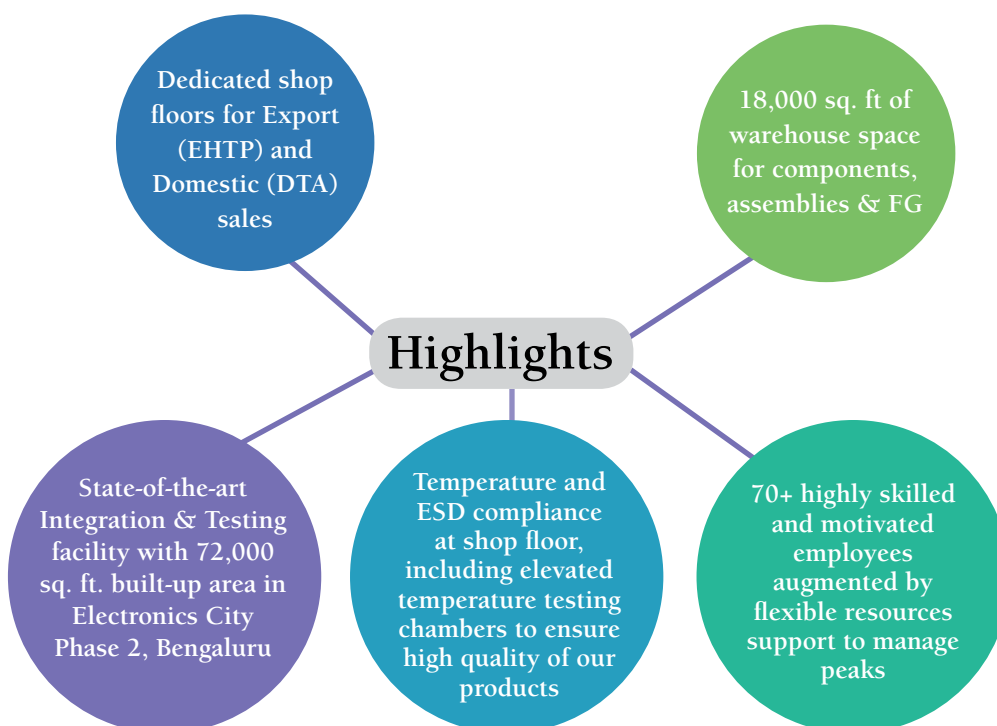 Dedicated shop
floors for Export
(EHTP) and
Domestic (DTA)
sales
18,000 sq. ft of
warehouse space
for components,
assemblies & FG
Highlights
State-of-the-art
Integration & Testing
facility with 72,000
sq. ft. built-up area in
Electronics City
Phase 2, Bengaluru
Temperature and
ESD compliance
at shop floor,
including elevated
temperature testing
chambers to ensure
high quality of our
products
70+ highly skilled
and motivated
employees
augmented by
flexible resources
support to manage
peaks